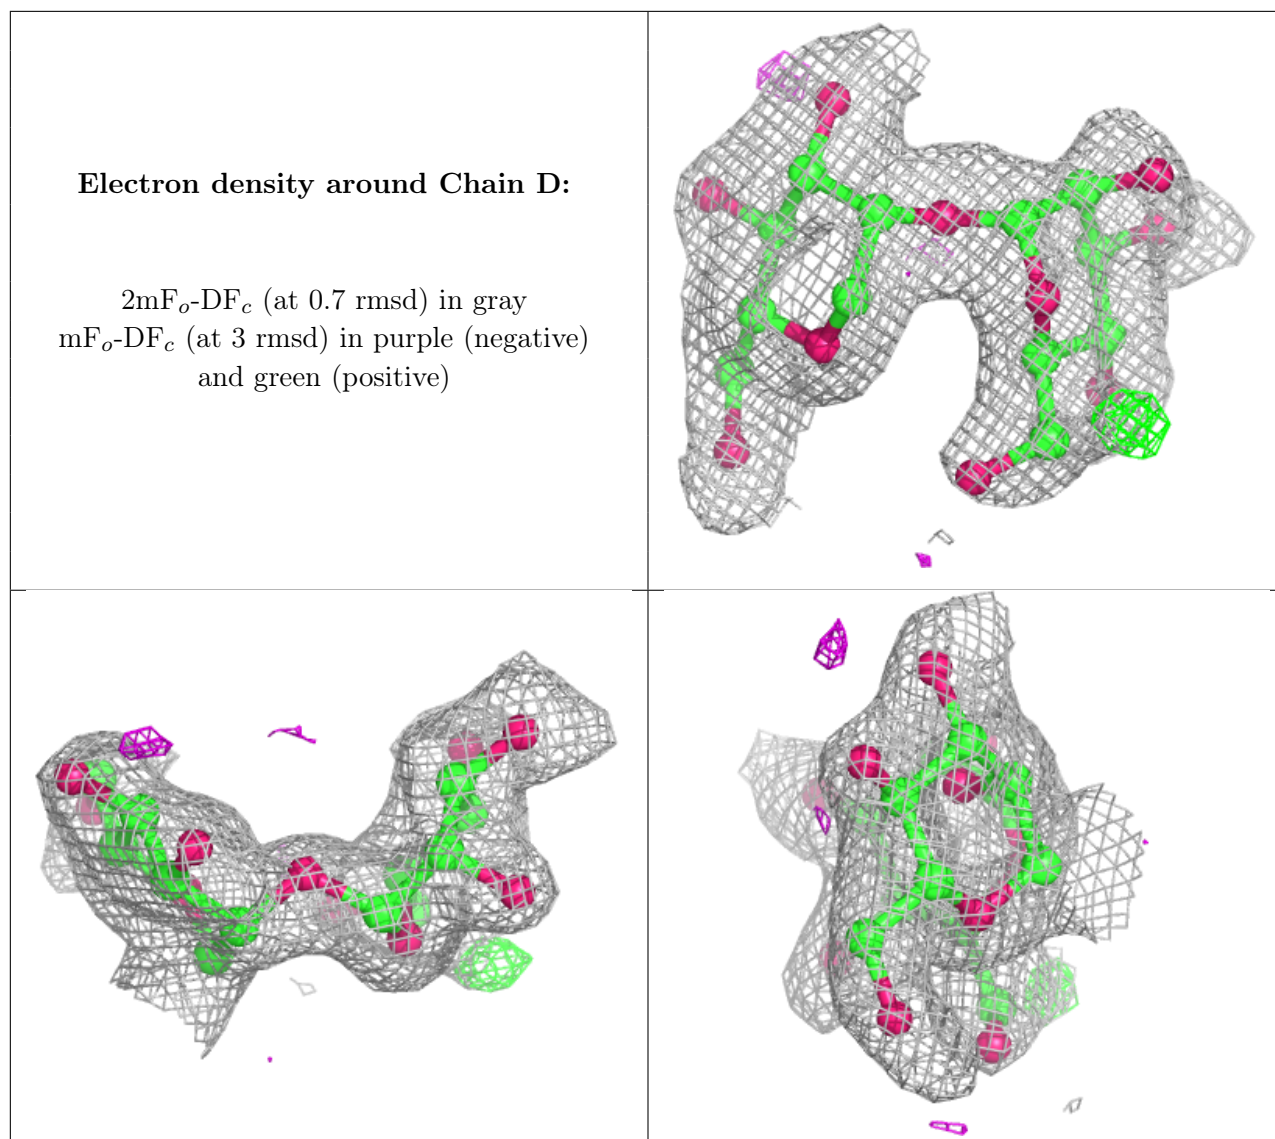 Electron density around Chain D:
2mFo-DFc (at 0.7 rmsd) in gray
mFo-DFc (at 3 rmsd) in purple (negative)
and green (positive)